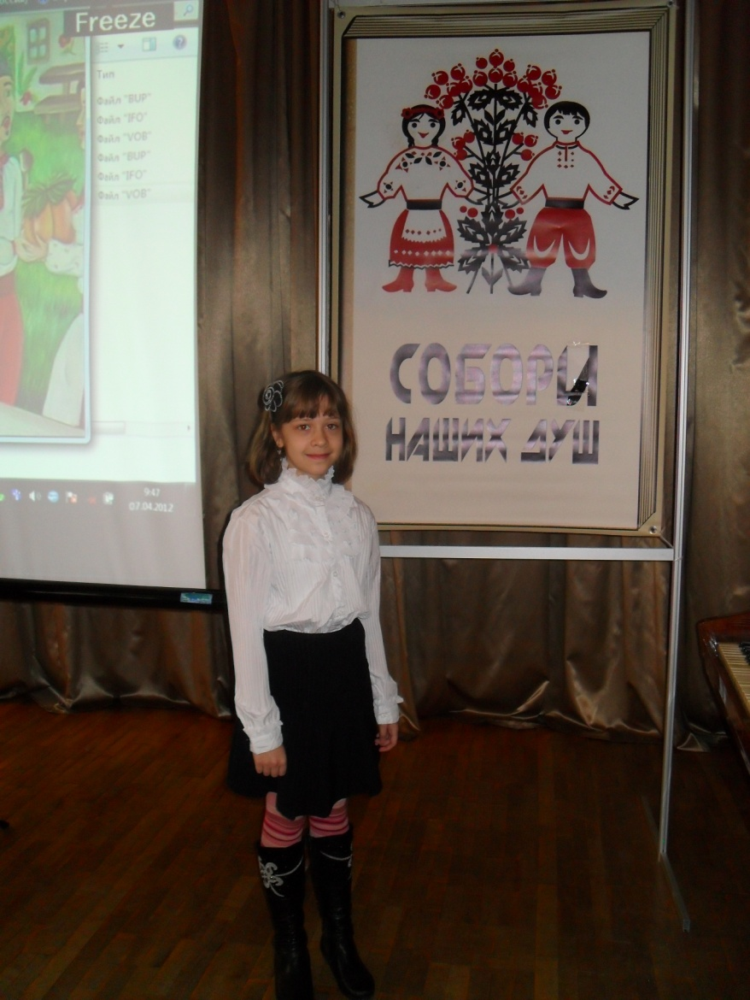 Freeze
Тип
Файл "BUP"
Файл "IFO"
Файл "VOB"
Файл "BUP"
Файл "IFO"
Файл "VOB"
9:47
07.04.2012
СОБОРИ
НАШИХ ДУШ